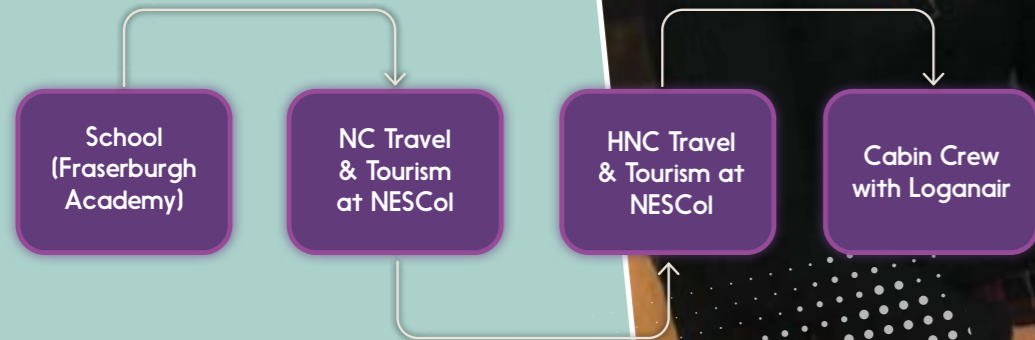 School
(Fraserburgh
Academy)
NC Travel
& Tourism
at NESCol
HNC Travel
& Tourism at
NESCol
Cabin Crew
with Loganair